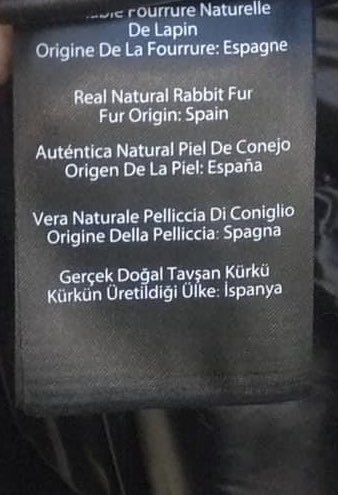 Fourrure Naturelle
De Lapin
Origine De La Fourrure: Espagne
Real Natural Rabbit Fur
Fur Origin: Spain
Auténtica Natural Piel De Conejo
Origen De La Piel: España
Vera Naturale Pelliccia Di Coniglio
Origine Della Pelliccia: Spagna
Gerçek Doğal Tavşan Kürkü
Kürkün Üretildiği Ülke: İspanya